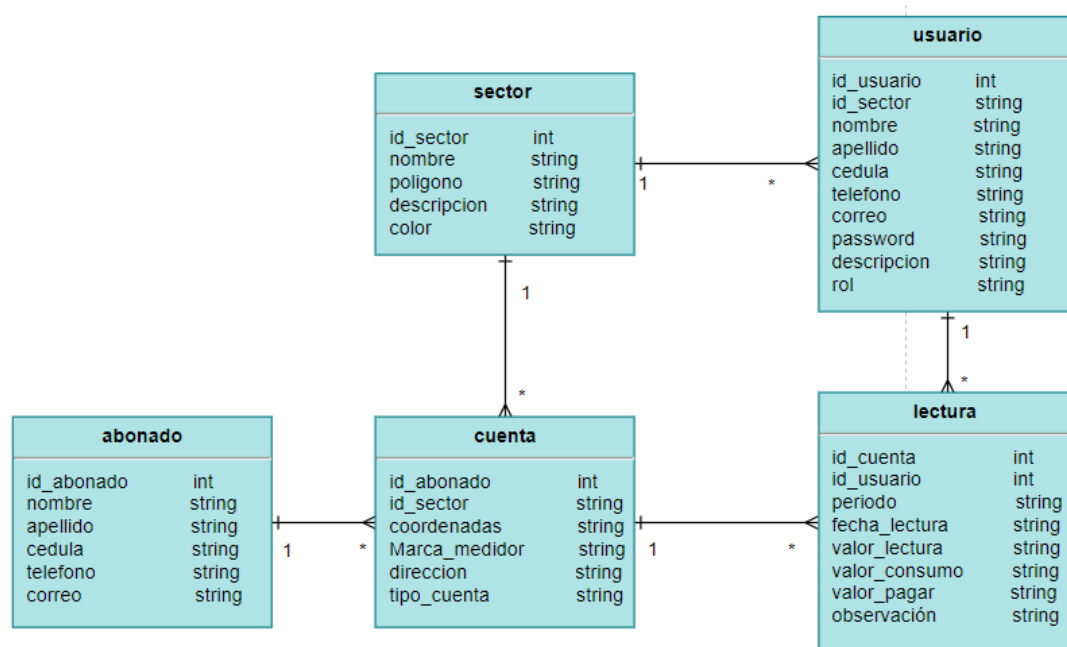 usuario
id_usuario int
id_sector string
nombre string
apellido string
cedula string
telefono string
correo string
password string
descripcion string
rol string
sector
id_sector int
nombre string
poligono string
descripcion string
color string
1 *
1
*
1
*
abonado
id_abonado int
nombre string
apellido string
cedula string
telefono string
correo string
1 *
cuenta
id_abonado int
id_sector string
coordenadas string
Marca_medidor string
direccion string
tipo_cuenta string
1 *
lectura
id_cuenta int
id_usuario int
periodo string
fecha_lectura string
valor_lectura string
valor_consumo string
valor_pagar string
observación string